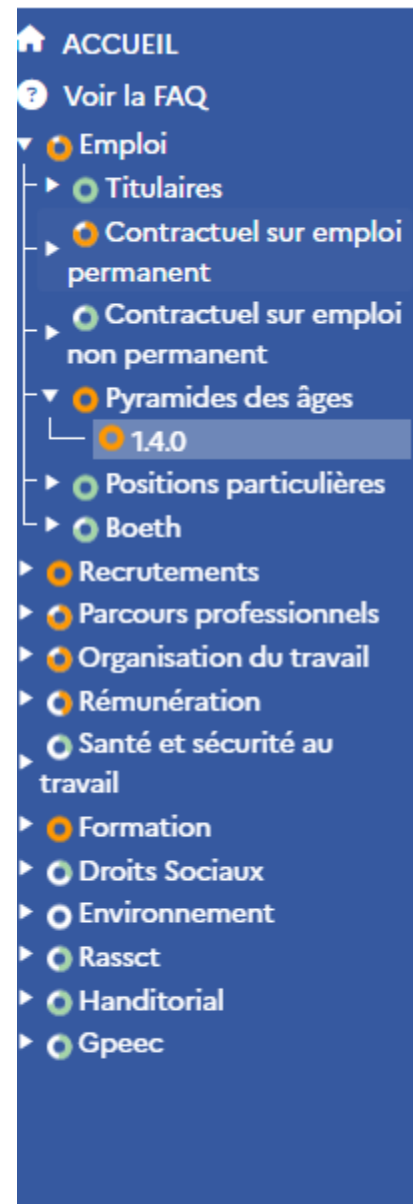 ACCUEIL
? Voir la FAQ
Emploi
Titulaires
Contractuel sur emploi
permanent
Contractuel sur emploi
non permanent
Pyramides des âges
1.4.0
Positions particulières
Boeth
Recrutements
Parcours professionnels
Organisation du travail
Rémunération
Santé et sécurité au
travail
Formation
Droits Sociaux
Environnement
Rassct
Handitorial
Gpeec